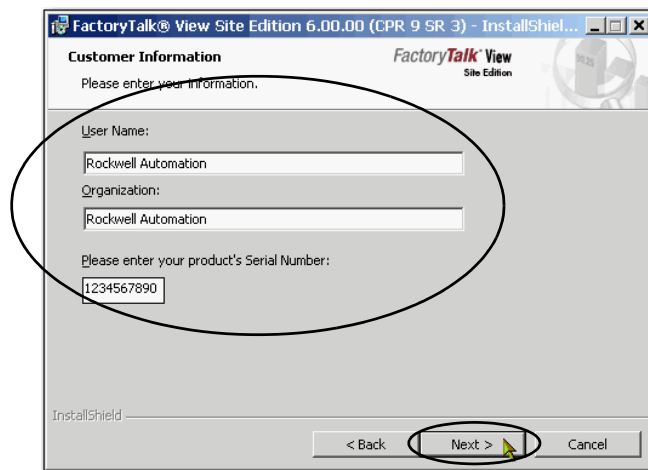 FactoryTalk® View Site Edition 6.00.00 (CPR 9 SR 3) - InstallShiel...
Customer Information
FactoryTalk® View
Site Edition
Please enter your information.
User Name:
Rockwell Automation
Organization:
Rockwell Automation
Please enter your product's Serial Number:
1234567890
InstallShield
< Back
Next >
Cancel